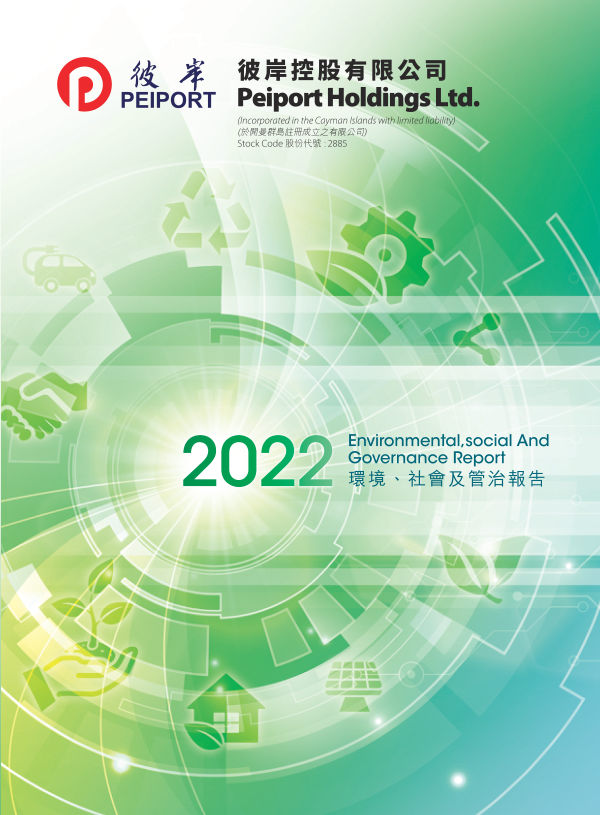 彼岸
PEIPORT
彼岸控股有限公司
Peiport Holdings Ltd.
(Incorporated in the Cayman Islands with limited liability)
(於開曼群島註冊成立之有限公司)
Stock Code 股份代號 : 2885
2022
Environmental,social And
Governance Report
環境、社會及管治報告